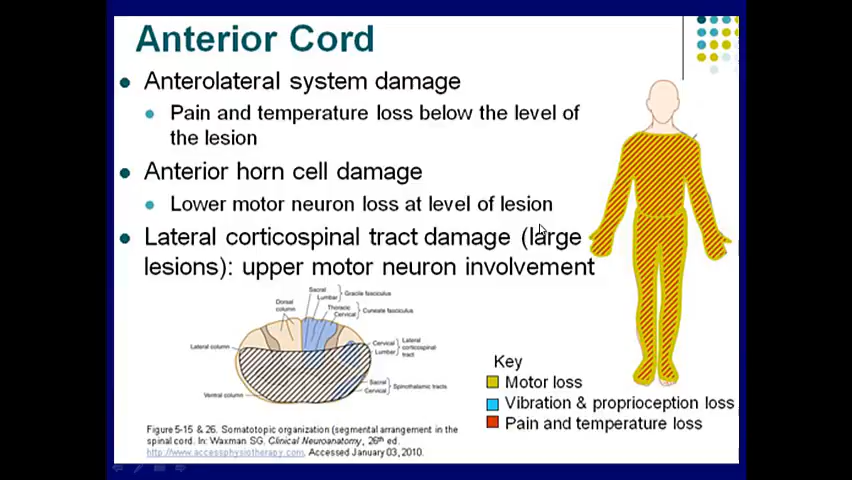 Anterior Cord
Anterolateral system damage
Pain and temperature loss below the level of
the lesion
Anterior horn cell damage
Lower motor neuron loss at level of lesion
Lateral corticospinal tract damage (large
lesions): upper motor neuron involvement
Sacral
Lumbar
Gracile fasciculus
Dorsal
column
Thoracic
Cervical
Cuneate fasciculus
Lateral column
Cervical
Lumbar
Lateral
corticospinal
tract
Sacral
Cervical
Spinothalamic tracts
Ventral column
Key
Motor loss
Vibration & proprioception loss
Pain and temperature loss
Figure 5-15 & 26. Somatotopic organization (segmental arrangement in the
spinal cord. In: Waxman SG. Clinical Neuroanatomy, 26th ed.
http://www.accessphysiotherapy.com. Accessed January 03, 2010.